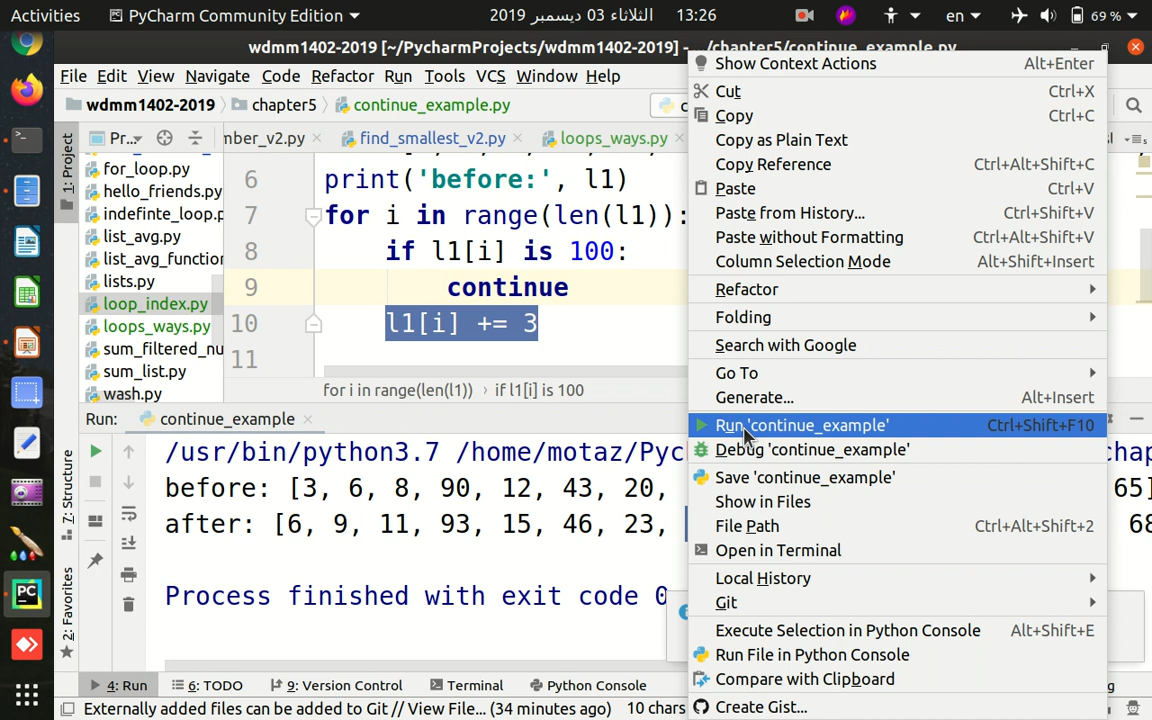 Activities PyCharm Community Edition الثلاثاء 03 ديسمبر 2019 13:26 en 69 %
wdmm1402-2019 [~/PycharmProjects/wdmm1402-2019] - .../chapter5/continue_example.py
File Edit View Navigate Code Refactor Run Tools VCS Window Help
wdmm1402-2019 chapter5 continue_example.py
1: Project
Pr...
mber_v2.py find_smallest_v2.py loops_ways.py
for_loop.py
hello_friends.py
indefinte_loop.p
list_avg.py
list_avg_function
lists.py
loop_index.py
loops_ways.py
sum_filtered_nu
sum_list.py
wash.py
6 print('before:', l1)
7 for i in range(len(l1)):
8 if l1[i] is 100:
9 continue
10 l1[i] += 3
11
for i in range(len(l1)) › if l1[i] is 100
Show Context Actions Alt+Enter
Cut Ctrl+X
Copy Ctrl+C
Copy as Plain Text
Copy Reference Ctrl+Alt+Shift+C
Paste Ctrl+V
Paste from History... Ctrl+Shift+V
Paste without Formatting Ctrl+Alt+Shift+V
Column Selection Mode Alt+Shift+Insert
Refactor
Folding
Search with Google
Go To
Generate... Alt+Insert
Run 'continue_example' Ctrl+Shift+F10
Debug 'continue_example'
Save 'continue_example'
Show in Files
File Path Ctrl+Alt+Shift+2
Open in Terminal
Local History
Git
Execute Selection in Python Console Alt+Shift+E
Run File in Python Console
Compare with Clipboard
Create Gist...
Run: continue_example
/usr/bin/python3.7 /home/motaz/Pyc chap
before: [3, 6, 8, 90, 12, 43, 20, 65]
after: [6, 9, 11, 93, 15, 46, 23, 68
Process finished with exit code 0
7: Structure
2: Favorites
PC
4: Run 6: TODO 9: Version Control Terminal Python Console
Externally added files can be added to Git // View File... (34 minutes ago) 10 chars